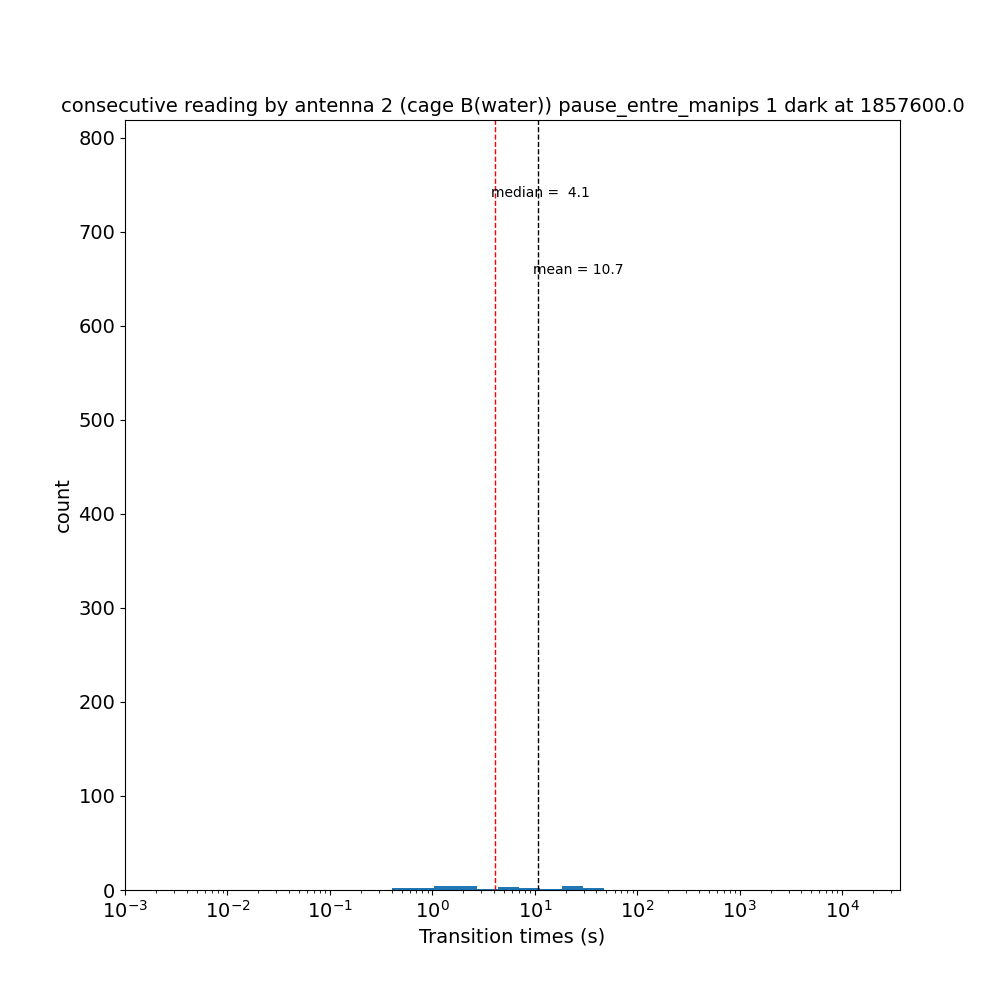 consecutive reading by antenna 2 (cage B(water)) pause_entre_manips 1 dark at 1857600.0
800
median =  4.1
700
mean = 10.7
600
500
count
400
300
200
100
0
10⁻³ 10⁻² 10⁻¹ 10⁰ 10¹ 10² 10³ 10⁴
Transition times (s)